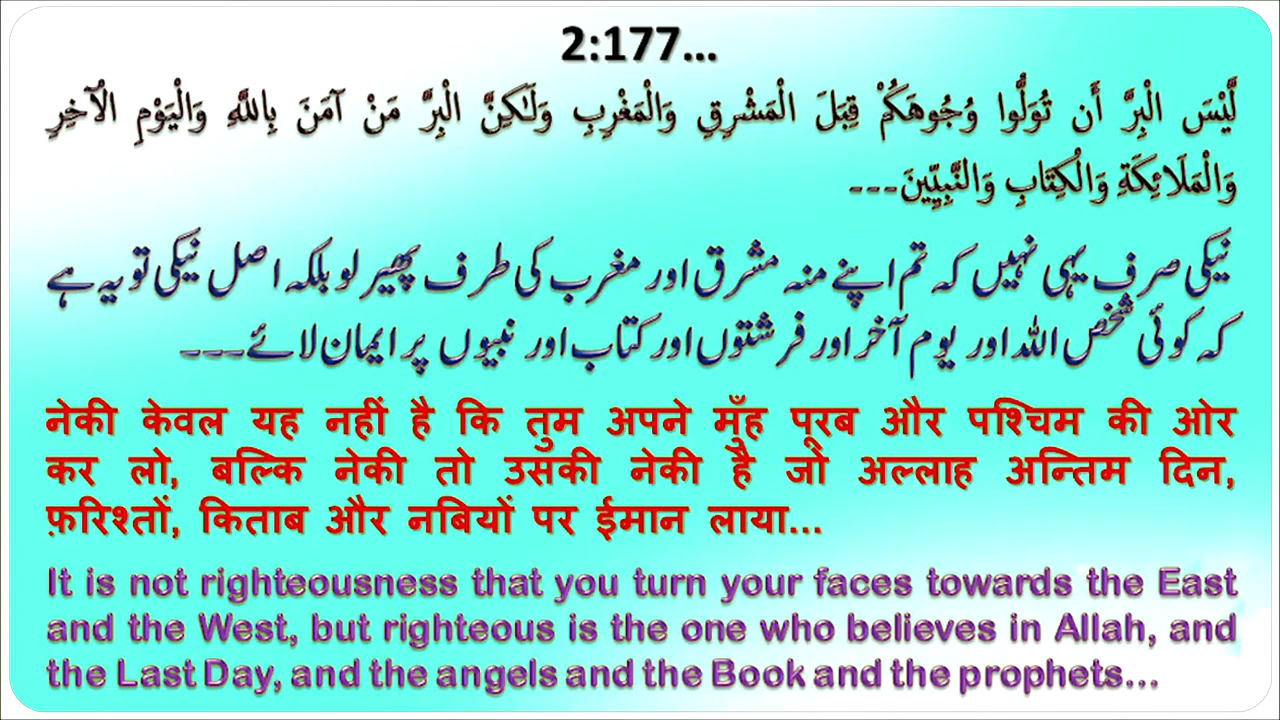 2:177...
لَّيْسَ الْبِرَّ أَن تُوَلُّوا وُجُوهَكُمْ قِبَلَ الْمَشْرِقِ وَالْمَغْرِبِ وَلَٰكِنَّ الْبِرَّ مَنْ آمَنَ بِاللَّهِ وَالْيَوْمِ الْآخِرِ
وَالْمَلَائِكَةِ وَالْكِتَابِ وَالنَّبِيِّينَ---
نیکی صرف یہی نہیں کہ تم اپنے منہ مشرق اور مغرب کی طرف پھیر لو بلکہ اصل نیکی تو یہ ہے
کہ کوئی شخص اللہ اور یوم آخر اور فرشتوں اور کتاب اور نبیوں پر ایمان لائے---
नेकी केवल यह नहीं है कि तुम अपने मुँह पूरब और पश्चिम की ओर
कर लो, बल्कि नेकी तो उसकी नेकी है जो अल्लाह अन्तिम दिन,
फ़रिश्तों, किताब और नबियों पर ईमान लाया...
It is not righteousness that you turn your faces towards the East
and the West, but righteous is the one who believes in Allah, and
the Last Day, and the angels and the Book and the prophets...